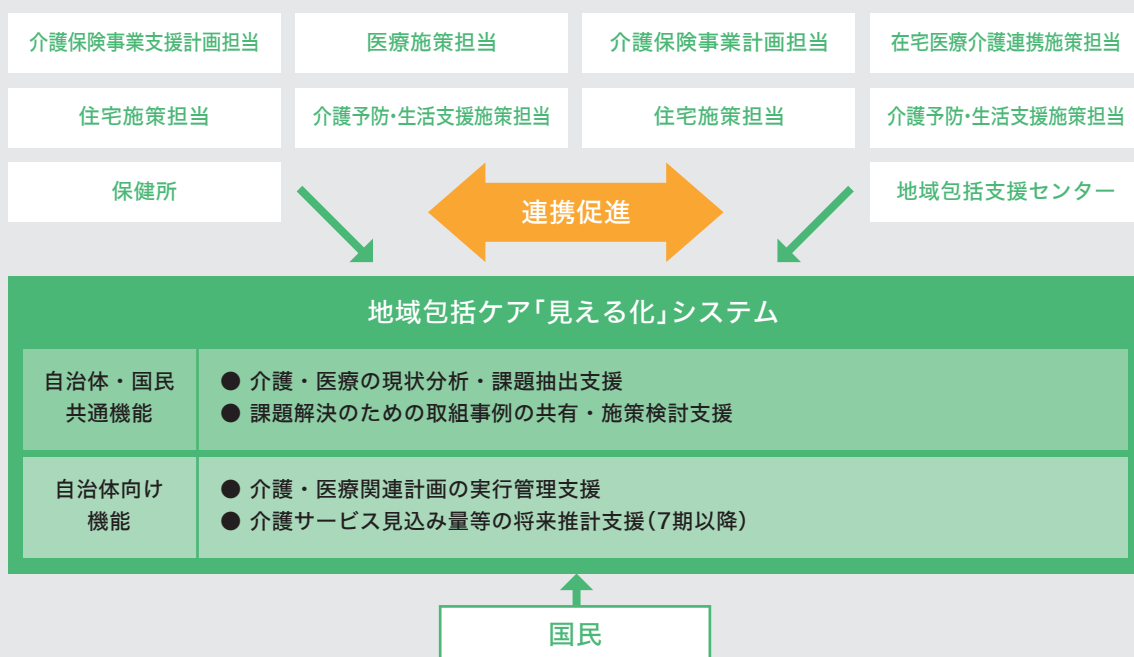 介護保険事業支援計画担当
医療施策担当
介護保険事業計画担当
在宅医療介護連携施策担当
住宅施策担当
介護予防・生活支援施策担当
住宅施策担当
介護予防・生活支援施策担当
保健所
連携促進
地域包括支援センター
地域包括ケア「見える化」システム
自治体・国民
共通機能
● 介護・医療の現状分析・課題抽出支援
● 課題解決のための取組事例の共有・施策検討支援
自治体向け
機能
● 介護・医療関連計画の実行管理支援
● 介護サービス見込み量等の将来推計支援(7期以降)
国民